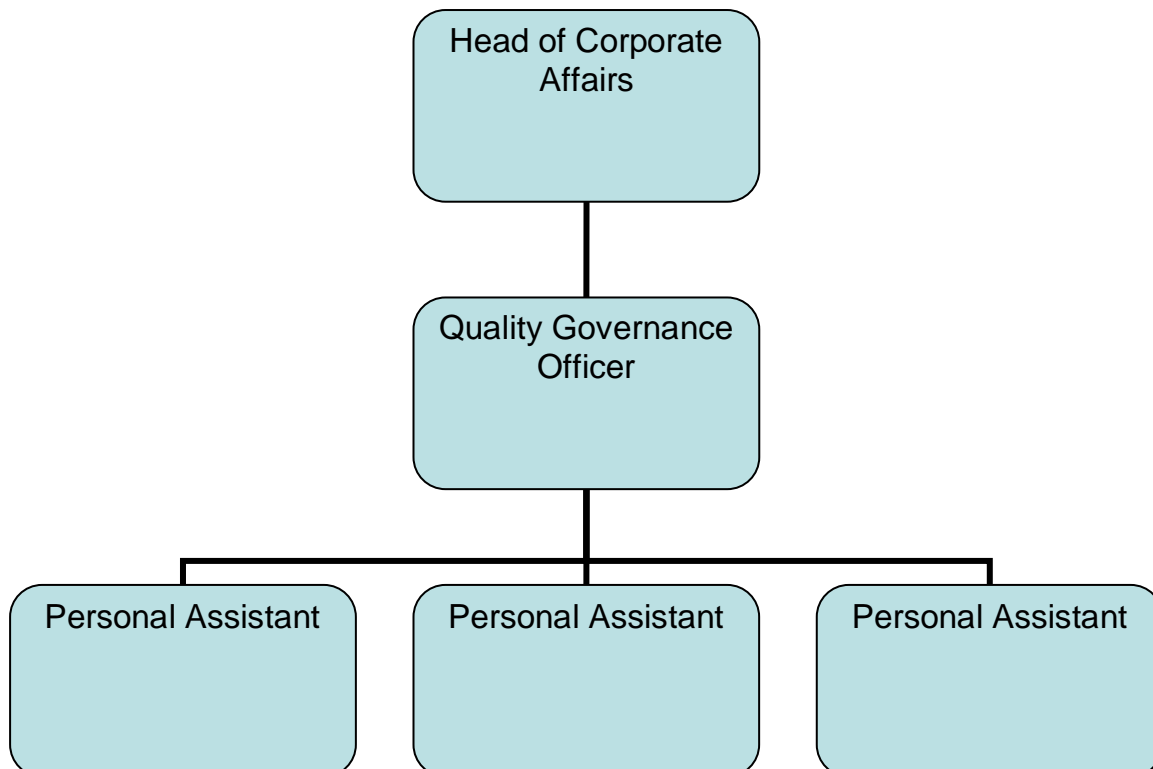 Head of Corporate
Affairs
Quality Governance
Officer
Personal Assistant
Personal Assistant
Personal Assistant